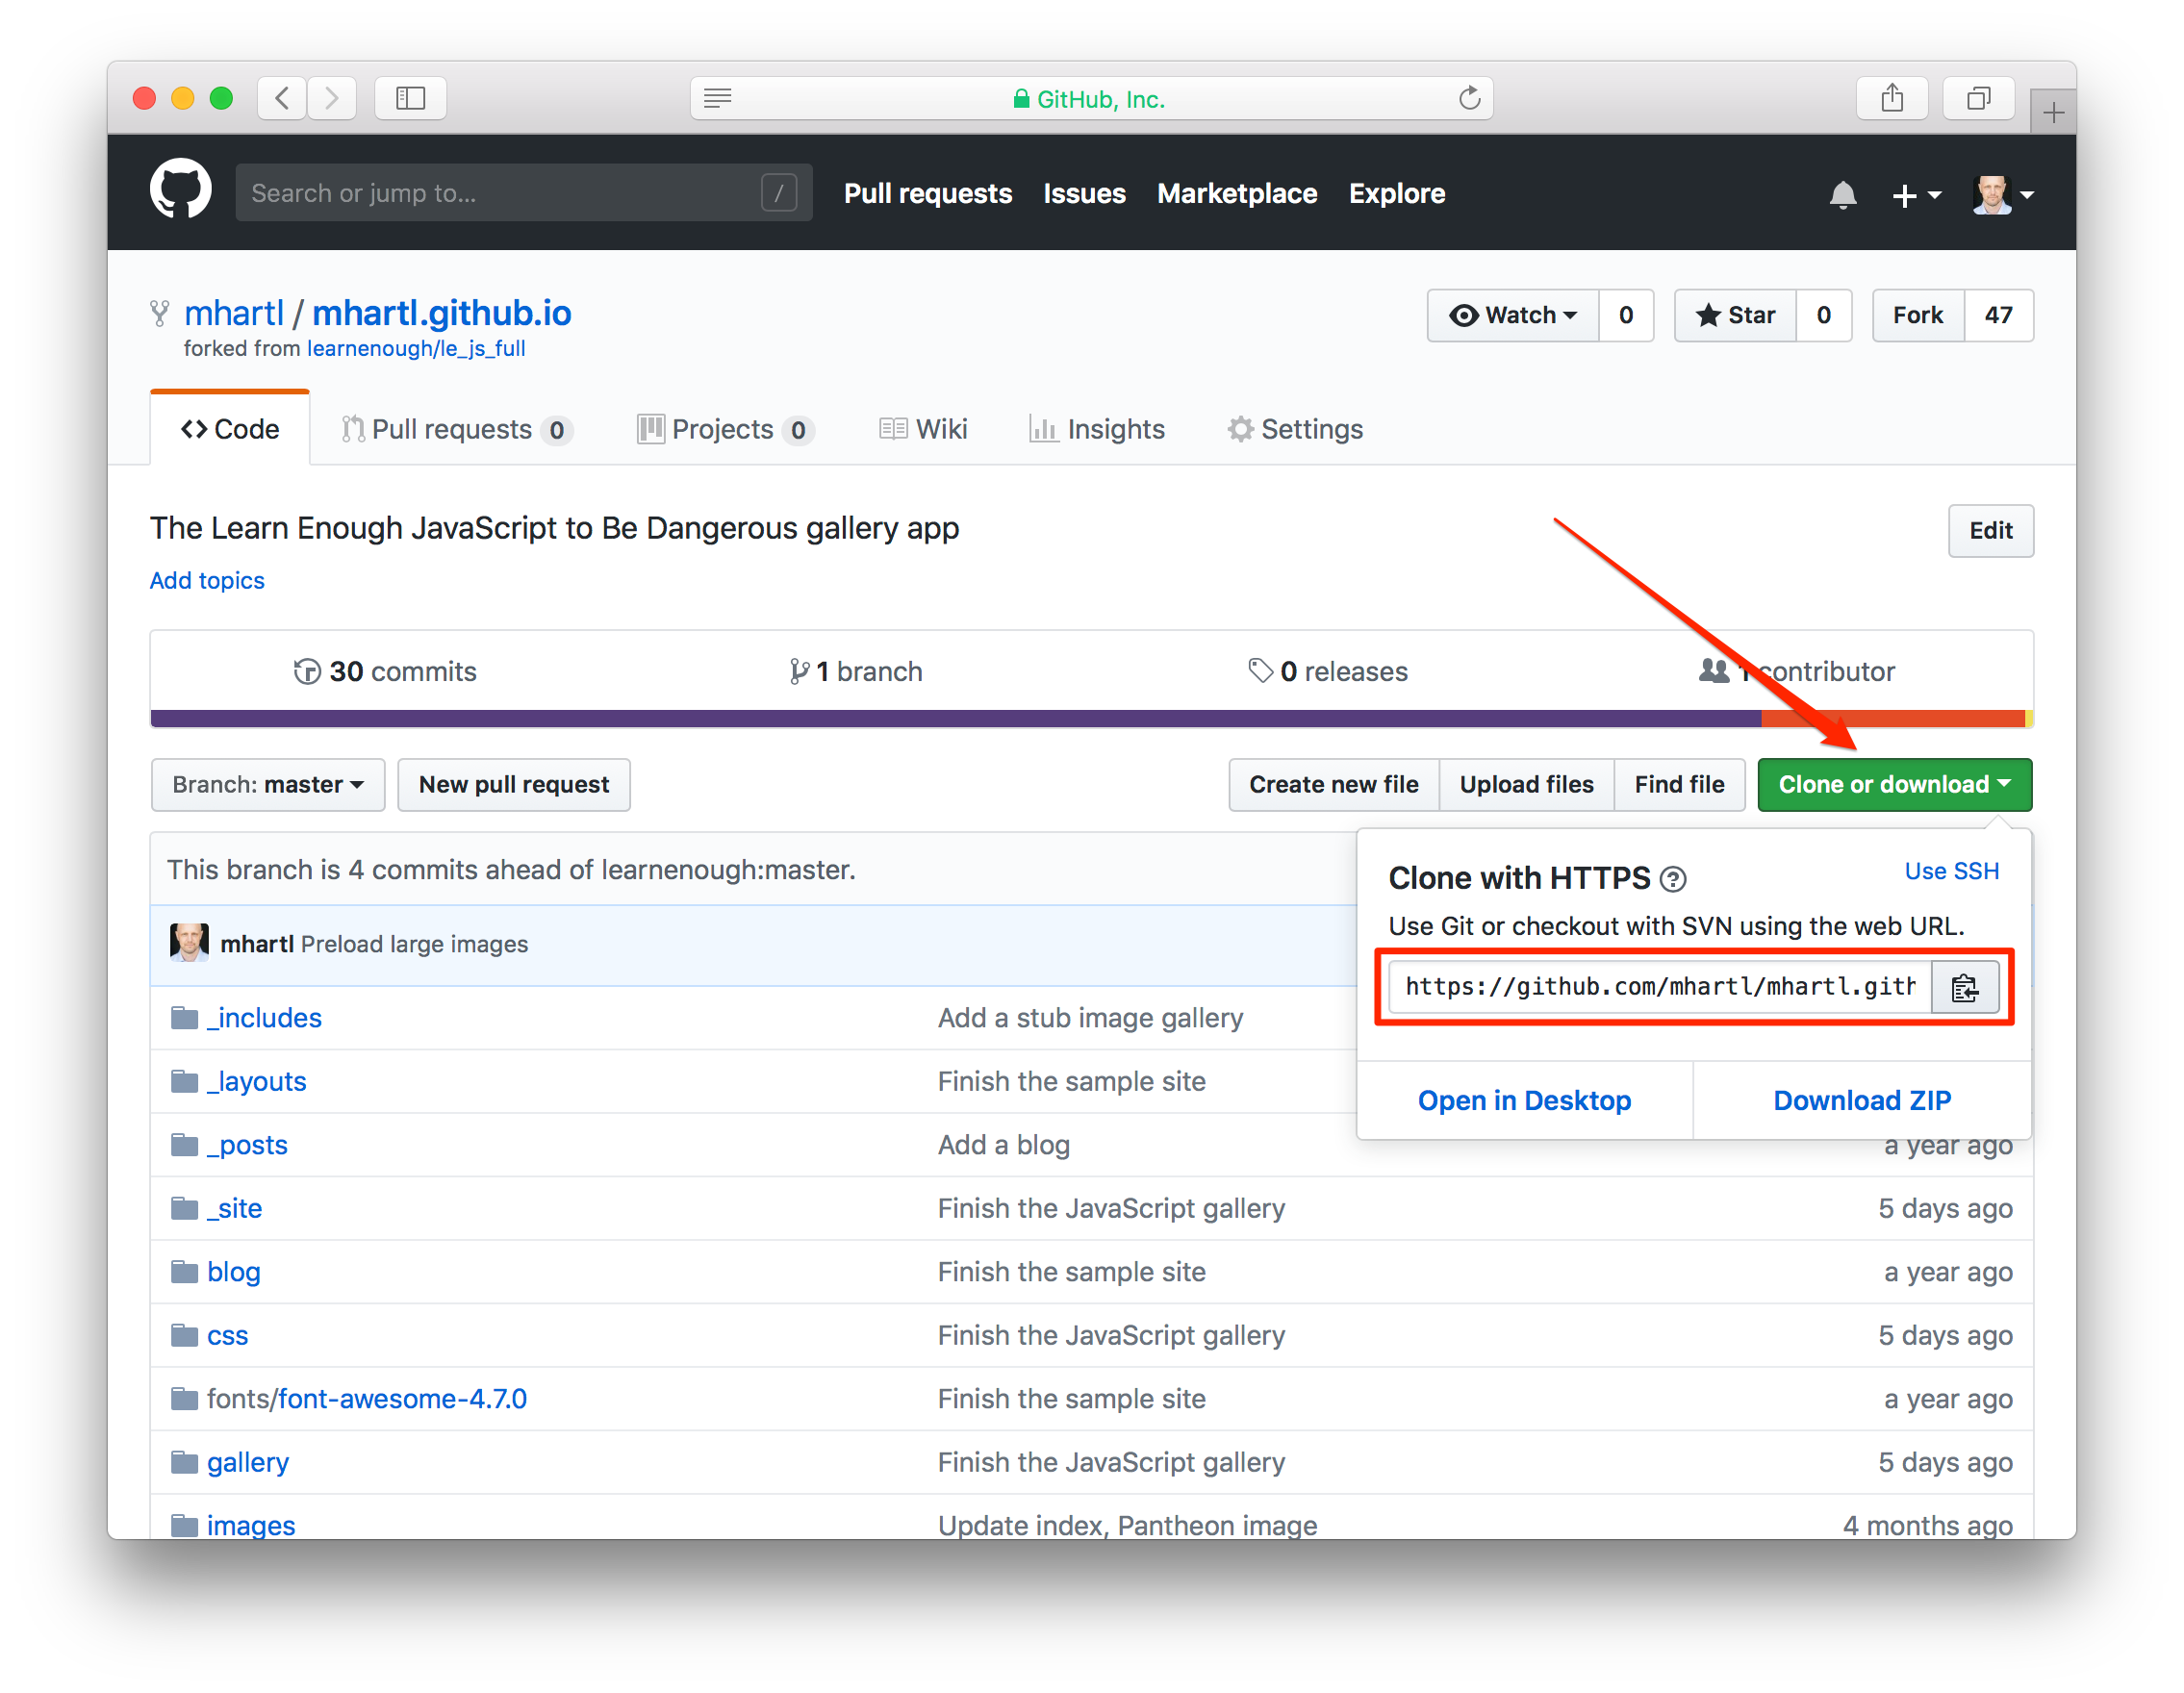 GitHub, Inc.
Search or jump to... /
Pull requests Issues Marketplace Explore
mhartl / mhartl.github.io
Watch 0 Star 0 Fork 47
forked from learnenough/le_js_full
Code Pull requests 0 Projects 0 Wiki Insights Settings
The Learn Enough JavaScript to Be Dangerous gallery app
Edit
Add topics
30 commits 1 branch 0 releases 1 contributor
Branch: master New pull request Create new file Upload files Find file Clone or download
This branch is 4 commits ahead of learnenough:master.
Clone with HTTPS Use SSH
Use Git or checkout with SVN using the web URL.
mhartl Preload large images
https://github.com/mhartl/mhartl.gith
_includes Add a stub image gallery
_layouts Finish the sample site
Open in Desktop Download ZIP
_posts Add a blog a year ago
_site Finish the JavaScript gallery 5 days ago
blog Finish the sample site a year ago
css Finish the JavaScript gallery 5 days ago
fonts/font-awesome-4.7.0 Finish the sample site a year ago
gallery Finish the JavaScript gallery 5 days ago
images Update index, Pantheon image 4 months ago